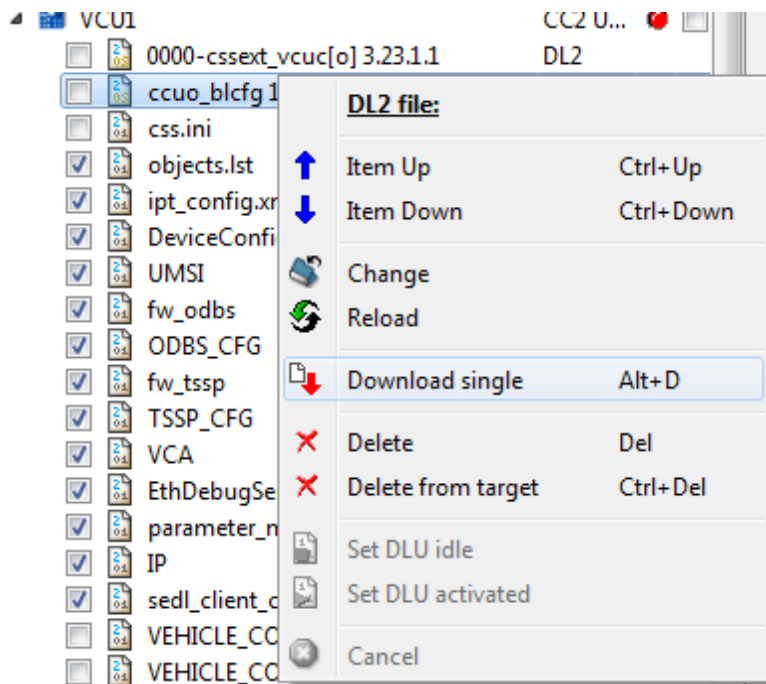 VCU1 CC2 U...
0000-cssext_vcuc[o] 3.23.1.1 DL2
ccuo_blcfg 1
css.ini
objects.lst
ipt_config.xr
DeviceConfi
UMSI
fw_odbs
ODBS_CFG
fw_tssp
TSSP_CFG
VCA
EthDebugSe
parameter_n
IP
sedl_client_c
VEHICLE_CO
VEHICLE_CO
DL2 file:
Item Up Ctrl+Up
Item Down Ctrl+Down
Change
Reload
Download single Alt+D
Delete Del
Delete from target Ctrl+Del
Set DLU idle
Set DLU activated
Cancel